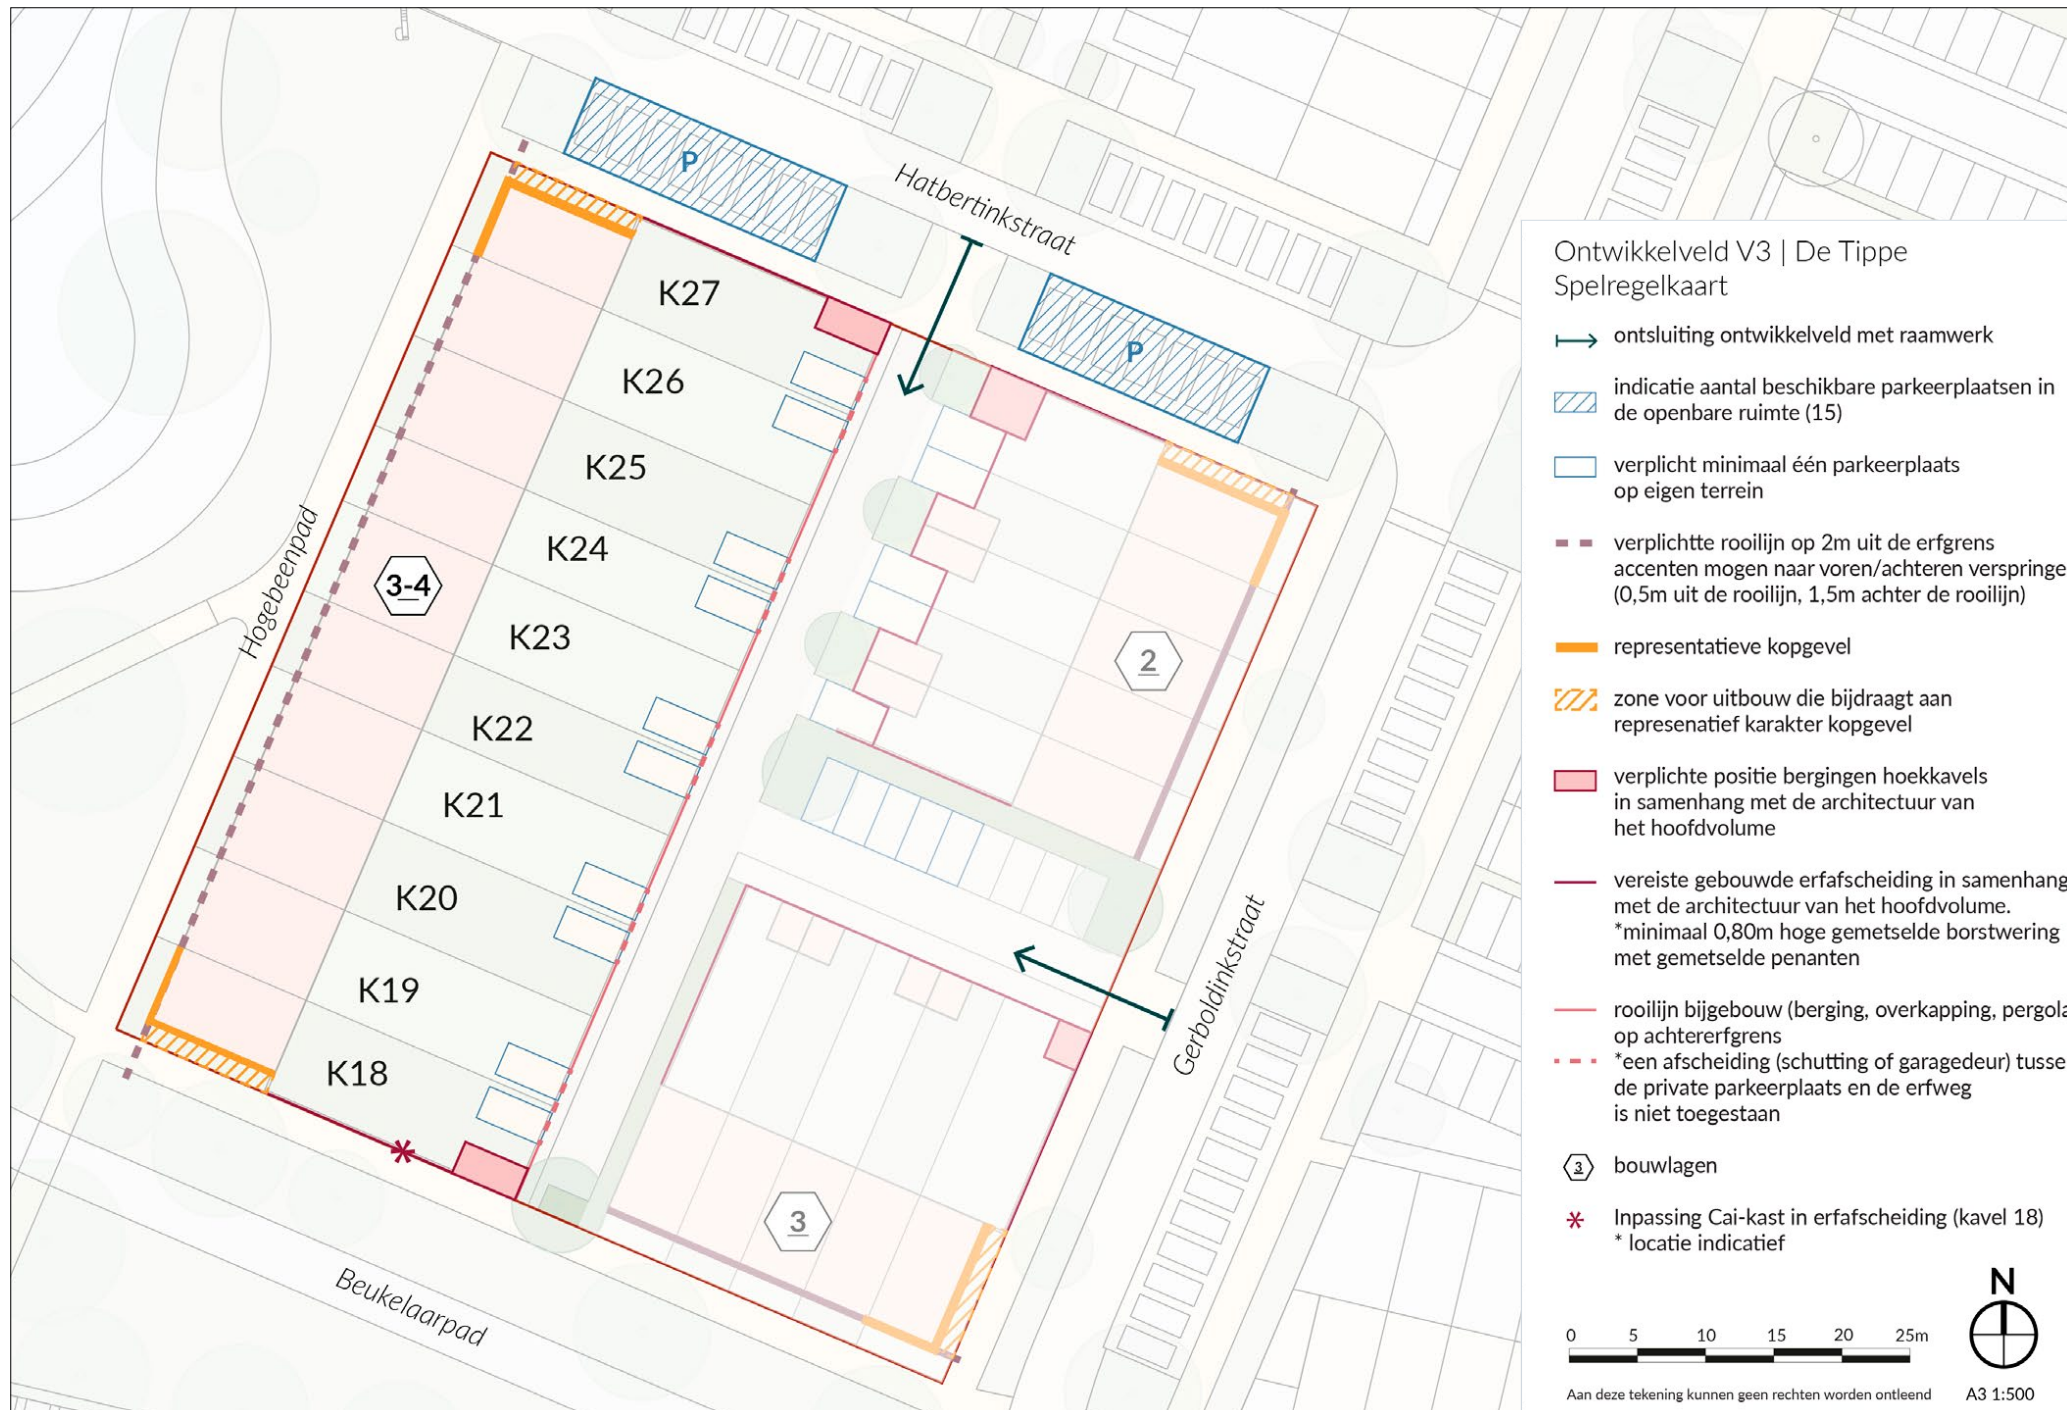 P
Hatbertinkstraat
P
K27
K26
K25
K24
K23
K22
K21
K20
K19
K18
3-4
2
3
Hogebeenpad
Gerboldinkstraat
Beukelaarpad
Ontwikkelveld V3 | De Tippe
Spelregelkaart
ontsluiting ontwikkelveld met raamwerk
indicatie aantal beschikbare parkeerplaatsen in
de openbare ruimte (15)
verplicht minimaal één parkeerplaats
op eigen terrein
verplichtte rooilijn op 2m uit de erfgrens
accenten mogen naar voren/achteren verspringe
(0,5m uit de rooilijn, 1,5m achter de rooilijn)
representatieve kopgevel
zone voor uitbouw die bijdraagt aan
represenatief karakter kopgevel
verplichte positie bergingen hoekkavels
in samenhang met de architectuur van
het hoofdvolume
vereiste gebouwde erfafscheiding in samenhang
met de architectuur van het hoofdvolume.
*minimaal 0,80m hoge gemetselde borstwering
met gemetselde penanten
rooilijn bijgebouw (berging, overkapping, pergola
op achtererfgrens
*een afscheiding (schutting of garagedeur) tusse
de private parkeerplaats en de erfweg
is niet toegestaan
3 bouwlagen
Inpassing Cai-kast in erfafscheiding (kavel 18)
* locatie indicatief
N
0 5 10 15 20 25m
Aan deze tekening kunnen geen rechten worden ontleend
A3 1:500